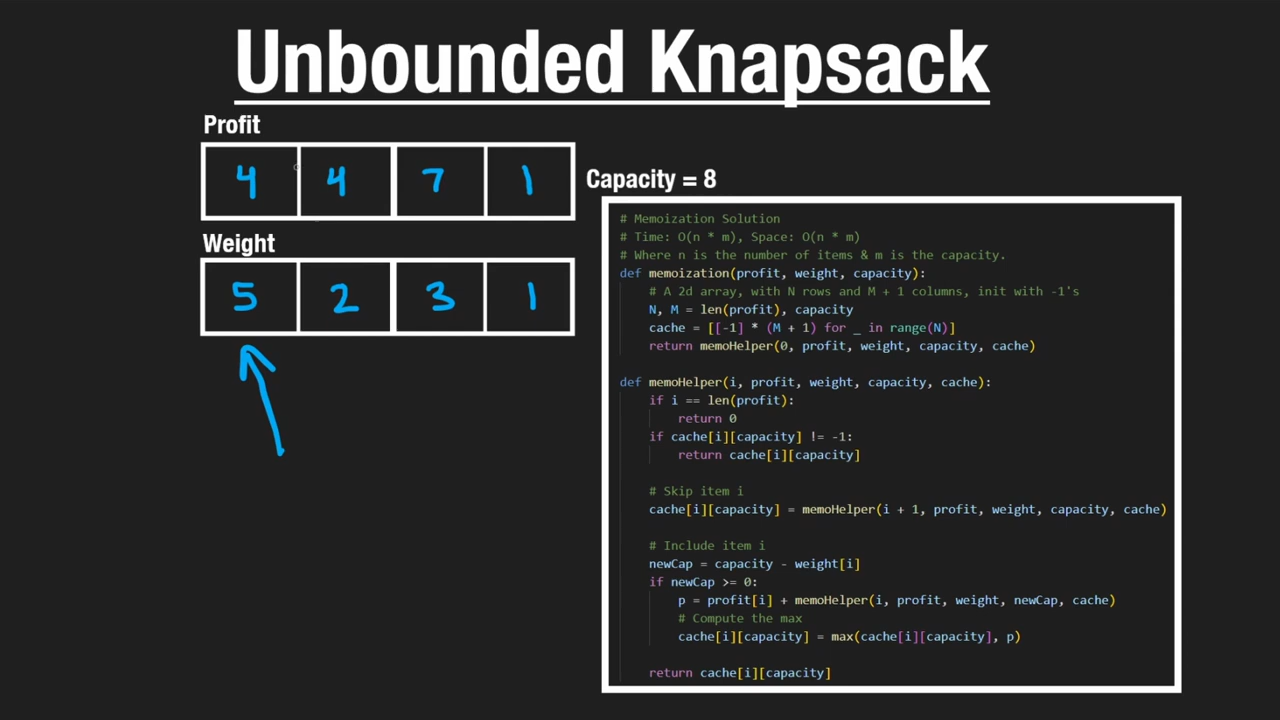 Unbounded Knapsack
Profit
4 4 7 1
Capacity = 8
Weight
5 2 3 1
# Memoization Solution
# Time: O(n * m), Space: O(n * m)
# Where n is the number of items & m is the capacity.
def memoization(profit, weight, capacity):
    # A 2d array, with N rows and M + 1 columns, init with -1's
    N, M = len(profit), capacity
    cache = [[-1] * (M + 1) for _ in range(N)]
    return memoHelper(0, profit, weight, capacity, cache)
def memoHelper(i, profit, weight, capacity, cache):
    if i == len(profit):
        return 0
    if cache[i][capacity] != -1:
        return cache[i][capacity]
    # Skip item i
    cache[i][capacity] = memoHelper(i + 1, profit, weight, capacity, cache)
    # Include item i
    newCap = capacity - weight[i]
    if newCap >= 0:
        p = profit[i] + memoHelper(i, profit, weight, newCap, cache)
        # Compute the max
        cache[i][capacity] = max(cache[i][capacity], p)
    return cache[i][capacity]